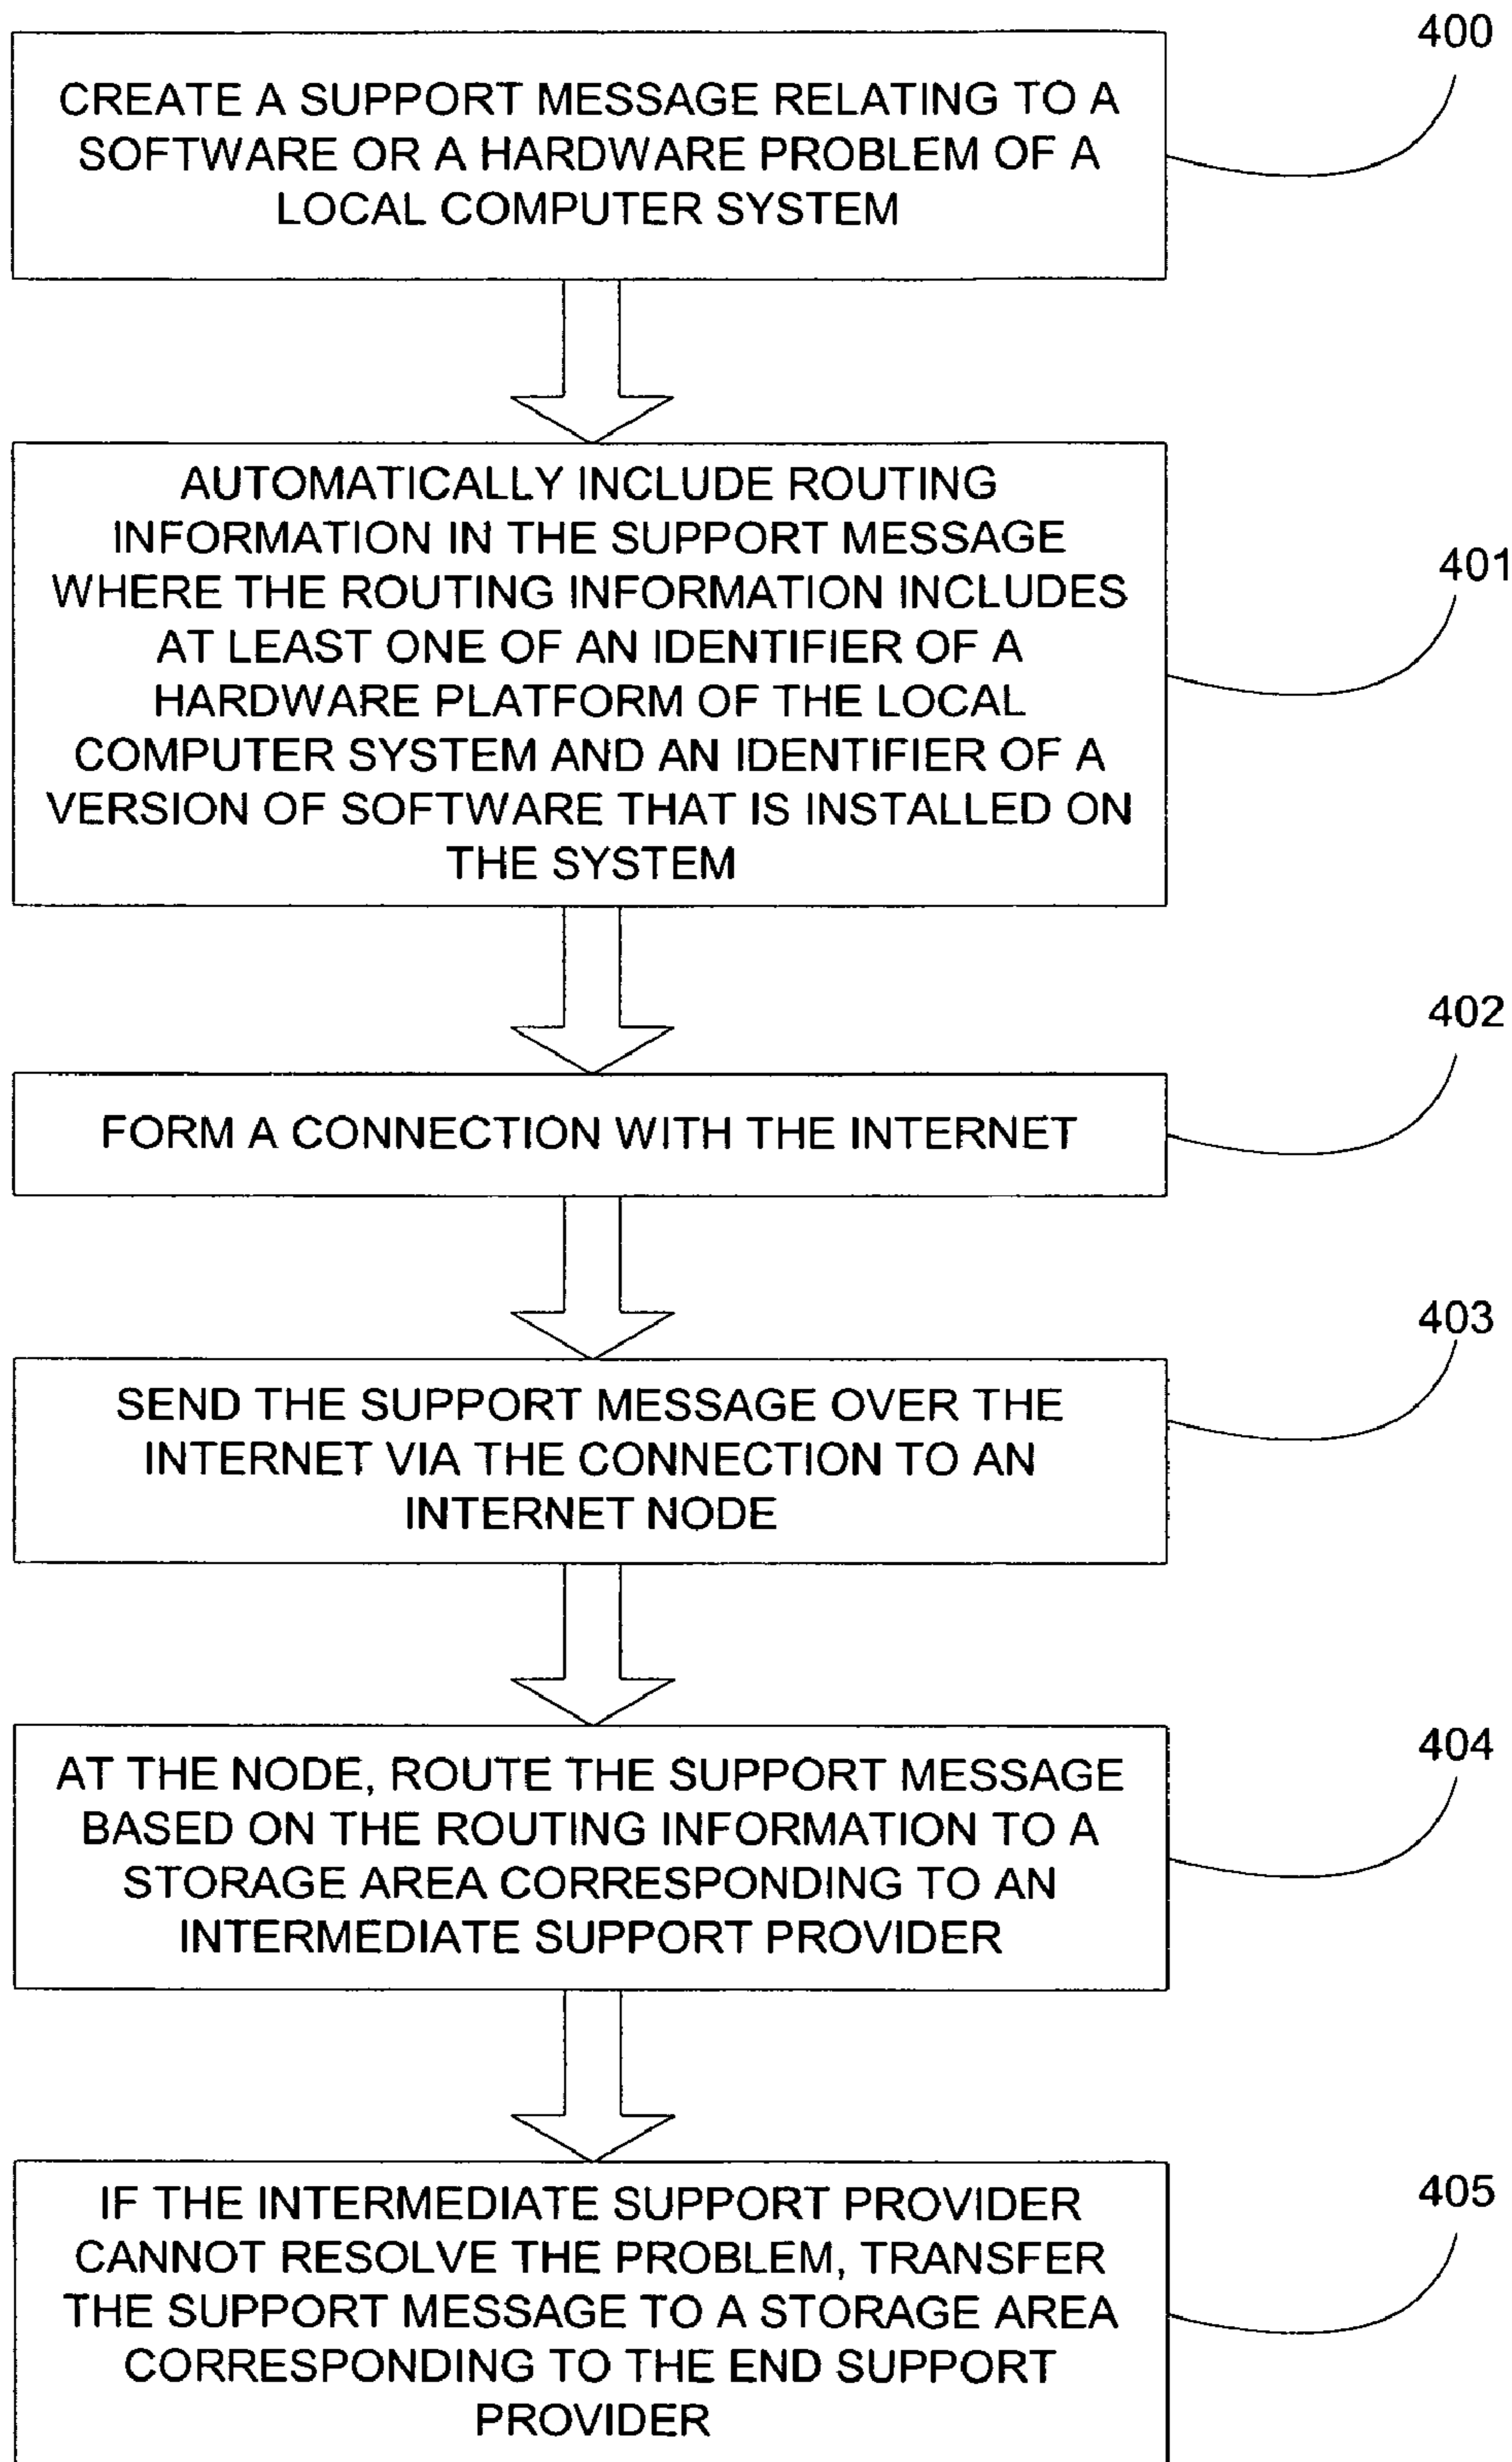 400
CREATE A SUPPORT MESSAGE RELATING TO A
SOFTWARE OR A HARDWARE PROBLEM OF A
LOCAL COMPUTER SYSTEM
AUTOMATICALLY INCLUDE ROUTING
INFORMATION IN THE SUPPORT MESSAGE
WHERE THE ROUTING INFORMATION INCLUDES
AT LEAST ONE OF AN IDENTIFIER OF A
HARDWARE PLATFORM OF THE LOCAL
COMPUTER SYSTEM AND AN IDENTIFIER OF A
VERSION OF SOFTWARE THAT IS INSTALLED ON
THE SYSTEM
401
402
FORM A CONNECTION WITH THE INTERNET
403
SEND THE SUPPORT MESSAGE OVER THE
INTERNET VIA THE CONNECTION TO AN
INTERNET NODE
404
AT THE NODE, ROUTE THE SUPPORT MESSAGE
BASED ON THE ROUTING INFORMATION TO A
STORAGE AREA CORRESPONDING TO AN
INTERMEDIATE SUPPORT PROVIDER
405
IF THE INTERMEDIATE SUPPORT PROVIDER
CANNOT RESOLVE THE PROBLEM, TRANSFER
THE SUPPORT MESSAGE TO A STORAGE AREA
CORRESPONDING TO THE END SUPPORT
PROVIDER